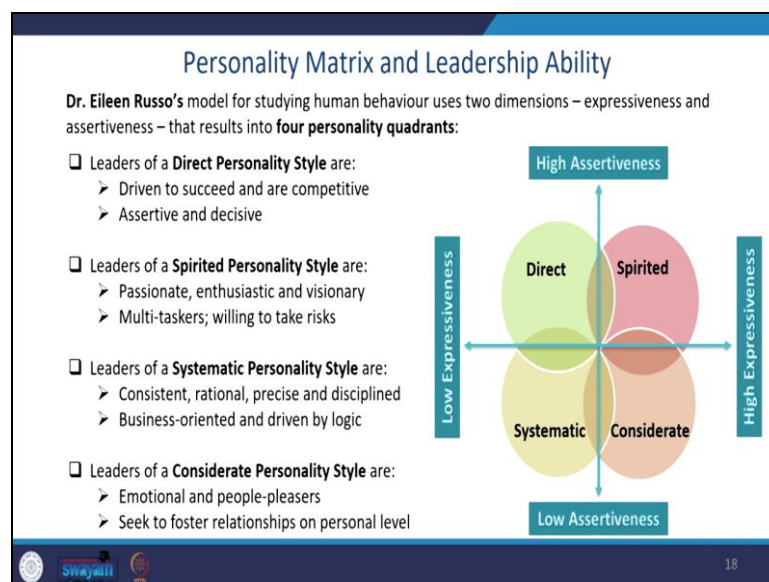 Personality Matrix and Leadership Ability
Dr. Eileen Russo's model for studying human behaviour uses two dimensions – expressiveness and
assertiveness – that results into four personality quadrants:
❑ Leaders of a Direct Personality Style are:
➢ Driven to succeed and are competitive
➢ Assertive and decisive
❑ Leaders of a Spirited Personality Style are:
➢ Passionate, enthusiastic and visionary
➢ Multi-taskers; willing to take risks
❑ Leaders of a Systematic Personality Style are:
➢ Consistent, rational, precise and disciplined
➢ Business-oriented and driven by logic
❑ Leaders of a Considerate Personality Style are:
➢ Emotional and people-pleasers
➢ Seek to foster relationships on personal level
High Assertiveness
Low Expressiveness
Direct
Spirited
High Expressiveness
Systematic
Considerate
Low Assertiveness
swayam
18